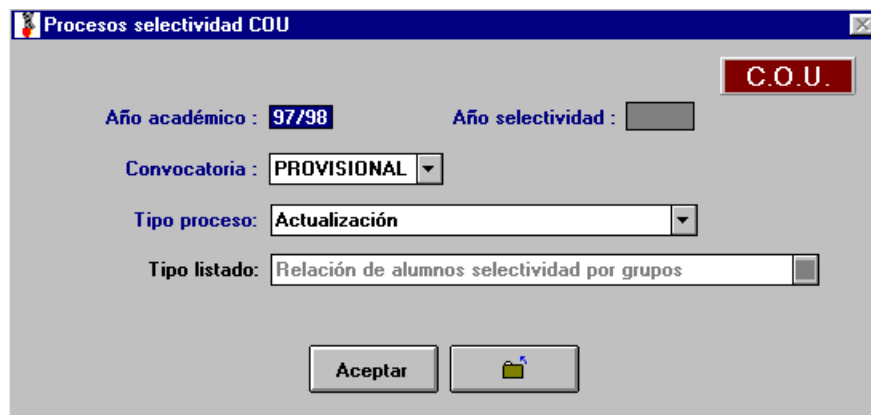 Procesos selectividad COU
C.O.U.
Año académico : 97/98 Año selectividad :
Convocatoria : PROVISIONAL
Tipo proceso: Actualización
Tipo listado: Relación de alumnos selectividad por grupos
Aceptar